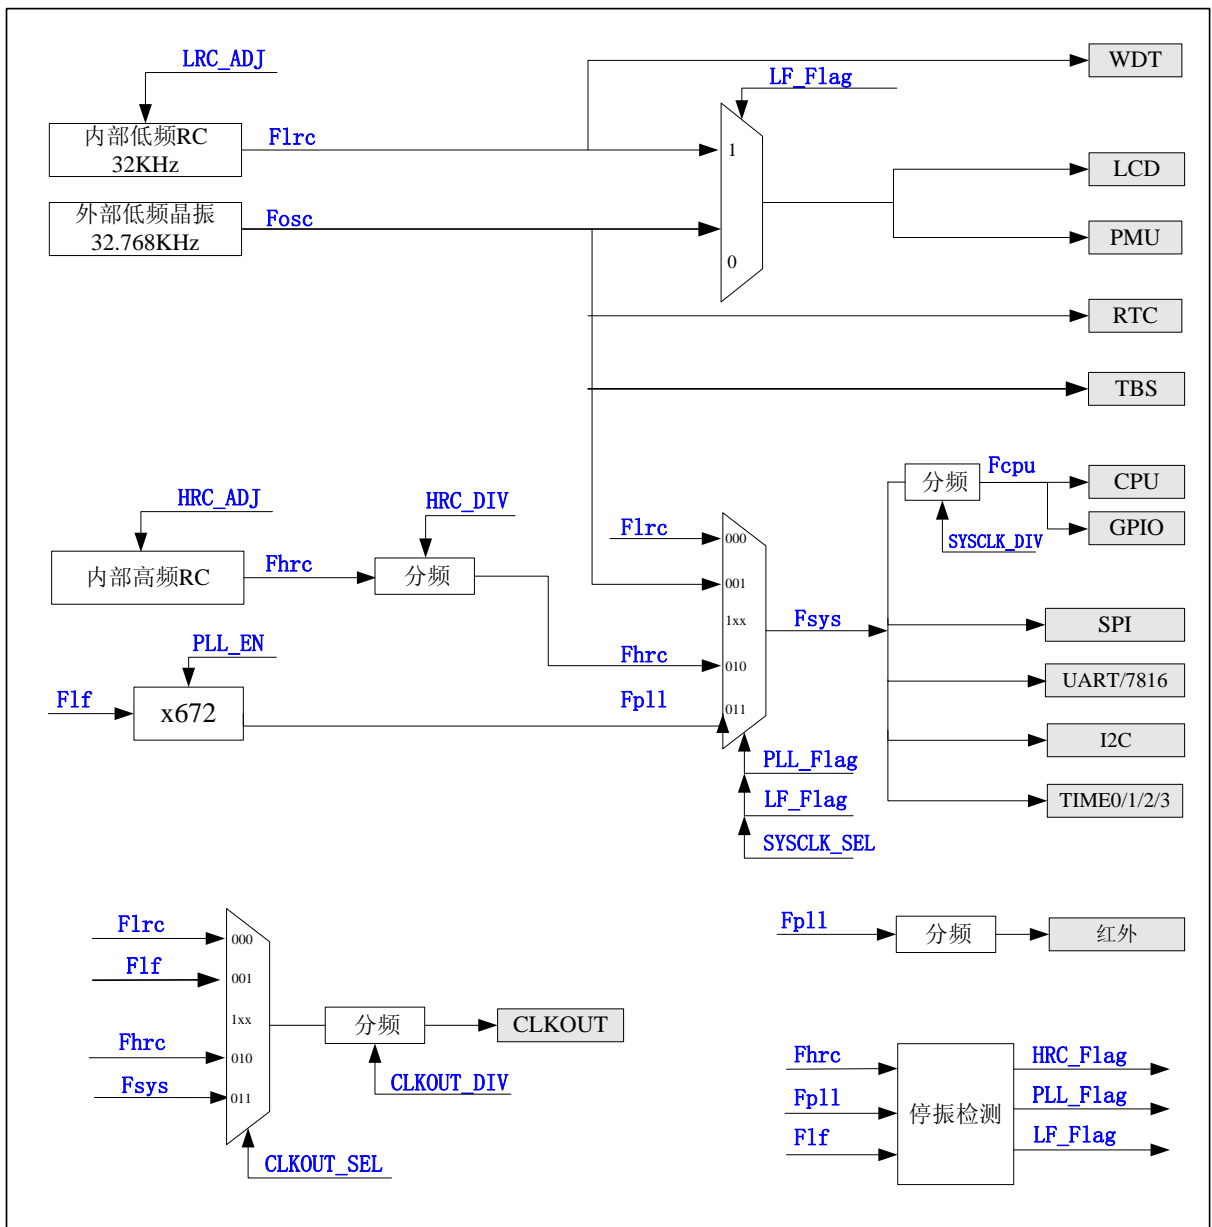 LRC_ADJ
WDT
LF_Flag
内部低频RC
32KHz
Flrc
1
LCD
外部低频晶振
32.768KHz
Fosc
PMU
0
RTC
TBS
HRC_ADJ
HRC_DIV
Flrc
000
分频
Fcpu
CPU
GPIO
SYSCLK_DIV
内部高频RC
Fhrc
分频
001
1xx
Fsys
SPI
PLL_EN
Fhrc
010
UART/7816
Flf
x672
Fpll
011
I2C
PLL_Flag
LF_Flag
TIME0/1/2/3
SYSCLK_SEL
Flrc
000
Fpll
分频
红外
Flf
001
1xx
分频
CLKOUT
Fhrc
010
Fsys
011
CLKOUT_DIV
CLKOUT_SEL
Fhrc
HRC_Flag
Fpll
停振检测
PLL_Flag
Flf
LF_Flag